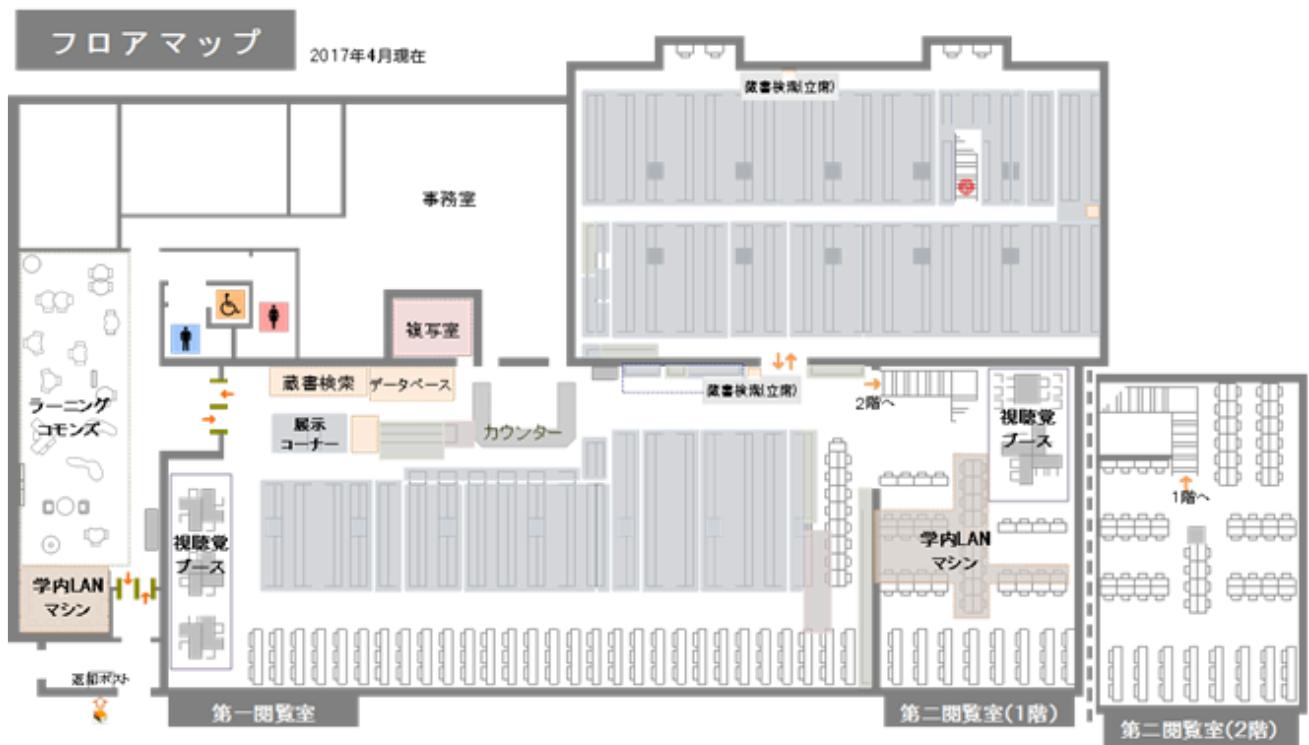 フロアマップ
2017年4月現在
蔵書検索(立席)
事務室
複写室
蔵書検索
データベース
蔵書検索(立席)
2階へ
視聴覚
ブース
ラーニング
コモンズ
展示
コーナー
カウンター
1階へ
視聴覚
ブース
学内LAN
マシン
学内LAN
マシン
返却ポスト
第一閲覧室
第二閲覧室(1階)
第二閲覧室(2階)